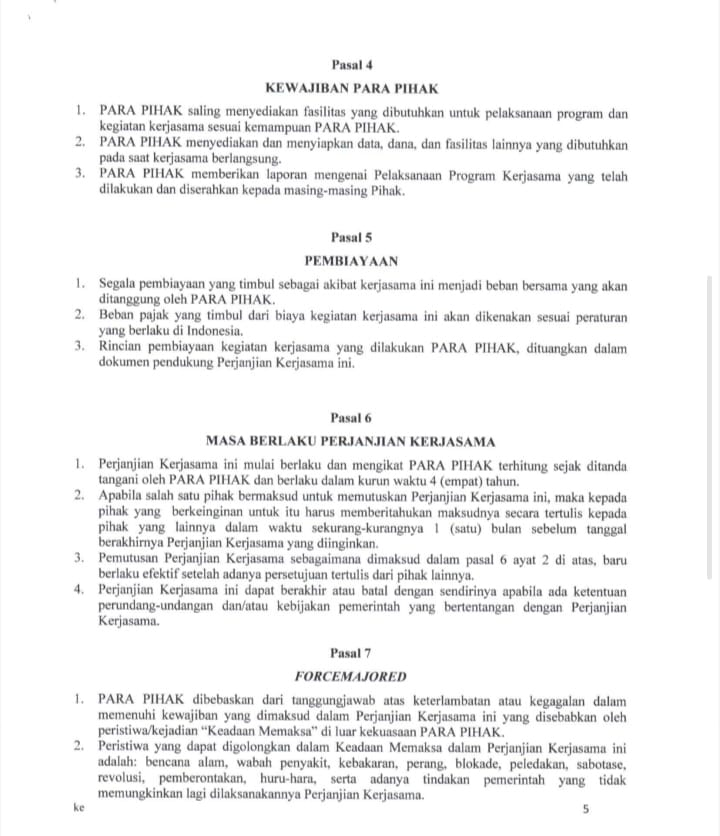 Pasal 4
KEWAJIBAN PARA PIHAK
1. PARA PIHAK saling menyediakan fasilitas yang dibutuhkan untuk pelaksanaan program dan
kegiatan kerjasama sesuai kemampuan PARA PIHAK.
2. PARA PIHAK menyediakan dan menyiapkan data, dana, dan fasilitas lainnya yang dibutuhkan
pada saat kerjasama berlangsung.
3. PARA PIHAK memberikan laporan mengenai Pelaksanaan Program Kerjasama yang telah
dilakukan dan diserahkan kepada masing-masing Pihak.
Pasal 5
PEMBIAYAAN
1. Segala pembiayaan yang timbul sebagai akibat kerjasama ini menjadi beban bersama yang akan
ditanggung oleh PARA PIHAK.
2. Beban pajak yang timbul dari biaya kegiatan kerjasama ini akan dikenakan sesuai peraturan
yang berlaku di Indonesia.
3. Rincian pembiayaan kegiatan kerjasama yang dilakukan PARA PIHAK, dituangkan dalam
dokumen pendukung Perjanjian Kerjasama ini.
Pasal 6
MASA BERLAKU PERJANJIAN KERJASAMA
1. Perjanjian Kerjasama ini mulai berlaku dan mengikat PARA PIHAK terhitung sejak ditanda
tangani oleh PARA PIHAK dan berlaku dalam kurun waktu 4 (empat) tahun.
2. Apabila salah satu pihak bermaksud untuk memutuskan Perjanjian Kerjasama ini, maka kepada
pihak yang berkeinginan untuk itu harus memberitahukan maksudnya secara tertulis kepada
pihak yang lainnya dalam waktu sekurang-kurangnya 1 (satu) bulan sebelum tanggal
berakhirnya Perjanjian Kerjasama yang diinginkan.
3. Pemutusan Perjanjian Kerjasama sebagaimana dimaksud dalam pasal 6 ayat 2 di atas, baru
berlaku efektif setelah adanya persetujuan tertulis dari pihak lainnya.
4. Perjanjian Kerjasama ini dapat berakhir atau batal dengan sendirinya apabila ada ketentuan
perundang-undangan dan/atau kebijakan pemerintah yang bertentangan dengan Perjanjian
Kerjasama.
Pasal 7
FORCEMAJORED
1. PARA PIHAK dibebaskan dari tanggungjawab atas keterlambatan atau kegagalan dalam
memenuhi kewajiban yang dimaksud dalam Perjanjian Kerjasama ini yang disebabkan oleh
peristiwa/kejadian “Keadaan Memaksa” di luar kekuasaan PARA PIHAK.
2. Peristiwa yang dapat digolongkan dalam Keadaan Memaksa dalam Perjanjian Kerjasama ini
adalah: bencana alam, wabah penyakit, kebakaran, perang, blokade, peledakan, sabotase,
revolusi, pemberontakan, huru-hara, serta adanya tindakan pemerintah yang tidak
memungkinkan lagi dilaksanakannya Perjanjian Kerjasama.
ke 5